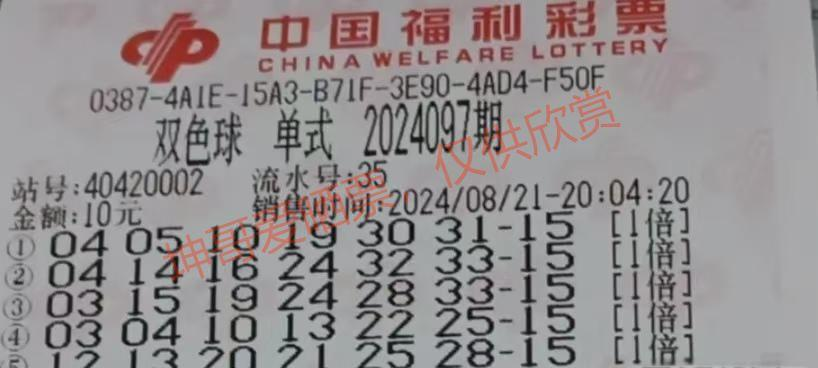 中国福利彩票
CHINA WELFARE LOTTERY
0387-4A1E-15A3-B71F-3E90-4AD4-F50F
双色球 单式 2024097期
站号:40420002 流水号:35
金额:10元 销售时间:2024/08/21-20:04:20
① 04 05 10 19 30 31-15 [1倍]
② 04 14 16 24 32 33-15 [1倍]
③ 03 15 19 24 28 33-15 [1倍]
④ 03 04 10 13 22 25-15 [1倍]
⑤ 12 13 20 21 25 28-15 [1倍]
神哥爱晒票 仅供欣赏